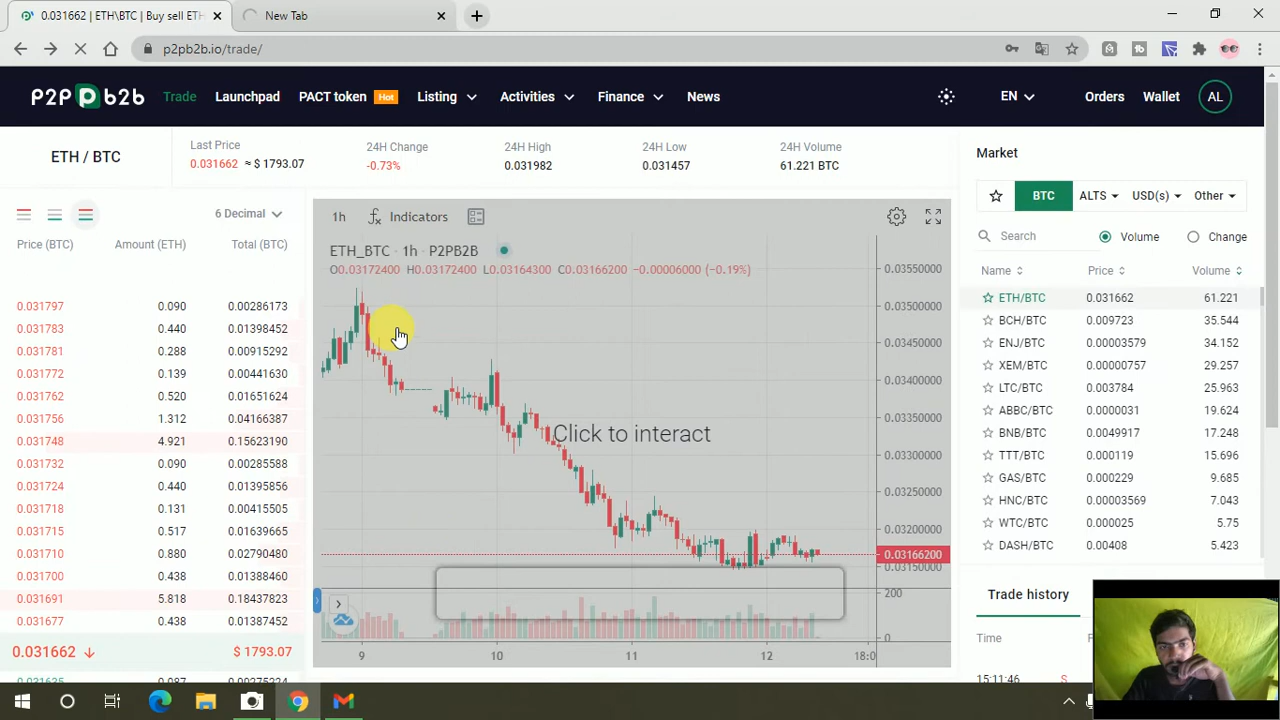 0.031662 | ETH\BTC | Buy sell ETH
New Tab
p2pb2b.io/trade/
P2P b2b
Trade
Launchpad
PACT token Hot
Listing
Activities
Finance
News
EN
Orders
Wallet
AL
ETH / BTC
Last Price
0.031662 ≈ $ 1793.07
24H Change
-0.73%
24H High
0.031982
24H Low
0.031457
24H Volume
61.221 BTC
6 Decimal
Price (BTC) Amount (ETH) Total (BTC)
0.031797 0.090 0.00286173
0.031783 0.440 0.01398452
0.031781 0.288 0.00915292
0.031772 0.139 0.00441630
0.031762 0.520 0.01651624
0.031756 1.312 0.04166387
0.031748 4.921 0.15623190
0.031732 0.090 0.00285588
0.031724 0.440 0.01395856
0.031718 0.131 0.00415505
0.031715 0.517 0.01639665
0.031710 0.880 0.02790480
0.031700 0.438 0.01388460
0.031691 5.818 0.18437823
0.031677 0.438 0.01387452
0.031662 $ 1793.07
1h Indicators
ETH_BTC · 1h · P2PB2B
O0.03172400 H0.03172400 L0.03164300 C0.03166200 −0.00006000 (−0.19%)
Click to interact
0.03550000
0.03500000
0.03450000
0.03400000
0.03350000
0.03300000
0.03250000
0.03200000
0.03166200
0.03150000
200
0
9 10 11 12 18:0
Market
BTC ALTS USD(s) Other
Search Volume Change
Name Price Volume
ETH/BTC 0.031662 61.221
BCH/BTC 0.009723 35.544
ENJ/BTC 0.00003579 34.152
XEM/BTC 0.000008 29.257
LTC/BTC 0.003784 25.963
ABBC/BTC 0.0000031 19.624
BNB/BTC 0.0049917 17.248
TTT/BTC 0.000119 15.696
GAS/BTC 0.000229 9.685
HNC/BTC 0.00003569 7.043
WTC/BTC 0.000025 5.75
DASH/BTC 0.00408 5.423
Trade history
Time
15:11:46